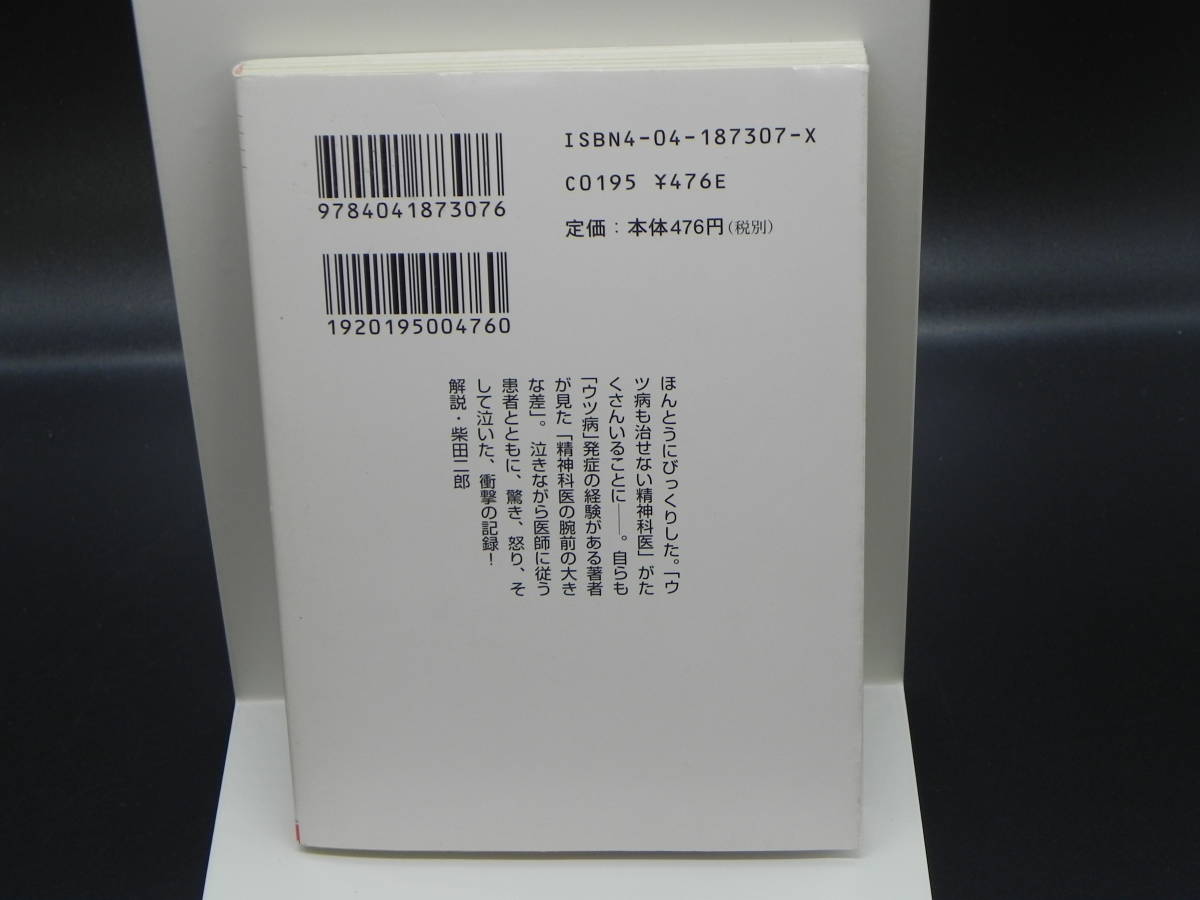 ISBN4-04-187307-X
C0195 ¥476E
定価：本体476円（税別）
9784041873076
1920195004760
ほんとうにびっくりした。「ウ
ツ病も治せない精神科医」がた
くさんいることに――。自らも
「ウツ病」発症の経験がある著者
が見た「精神科医の腕前の大き
な差」。泣きながら医師に従う
患者とともに、驚き、怒り、そ
して泣いた、衝撃の記録！
解説・柴田二郎